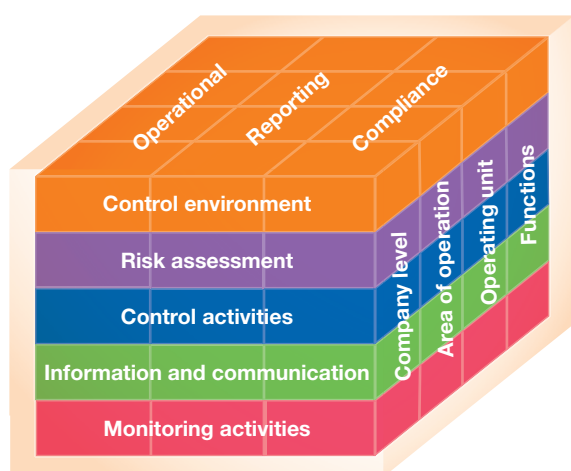 Operational
Reporting
Compliance
Control environment
Risk assessment
Control activities
Information and communication
Monitoring activities
Company level
Area of operation
Operating unit
Functions